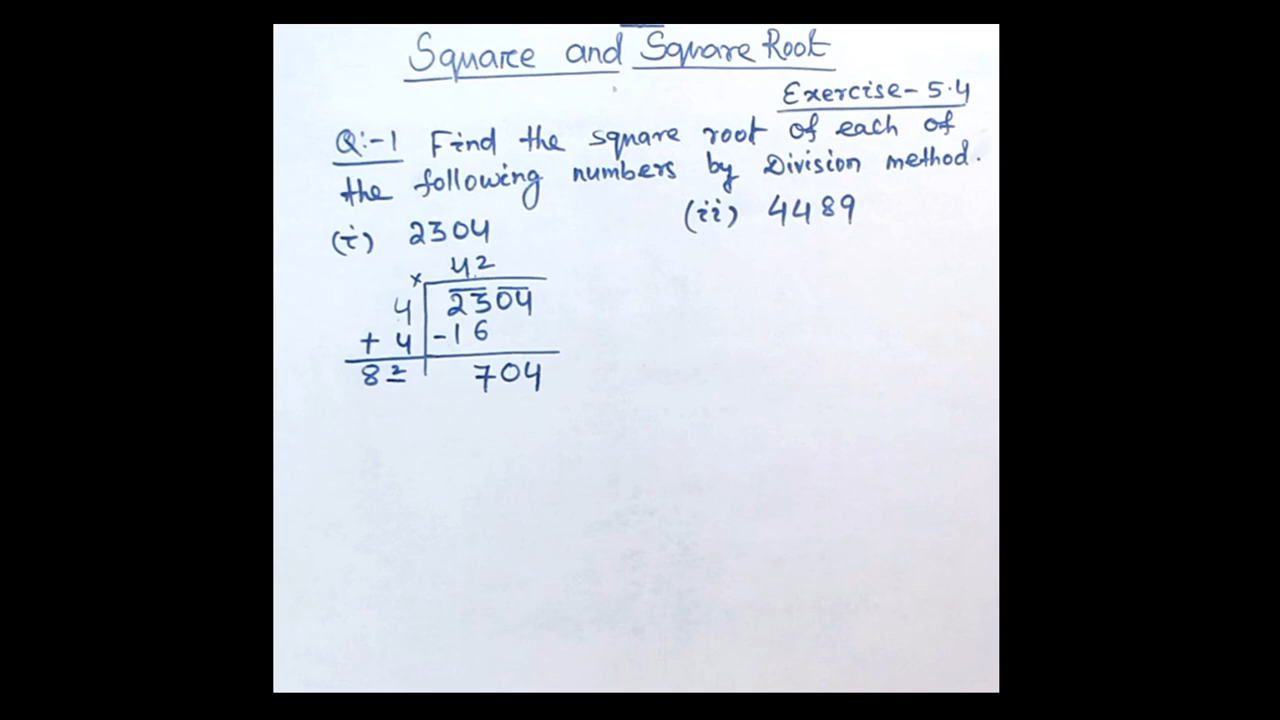 Square and Square Root
Exercise - 5.4
Q:-1 Find the square root of each of
the following numbers by Division method.
(i) 2304
(ii) 4489
42
× 4 2304
+ 4 -16
82 704